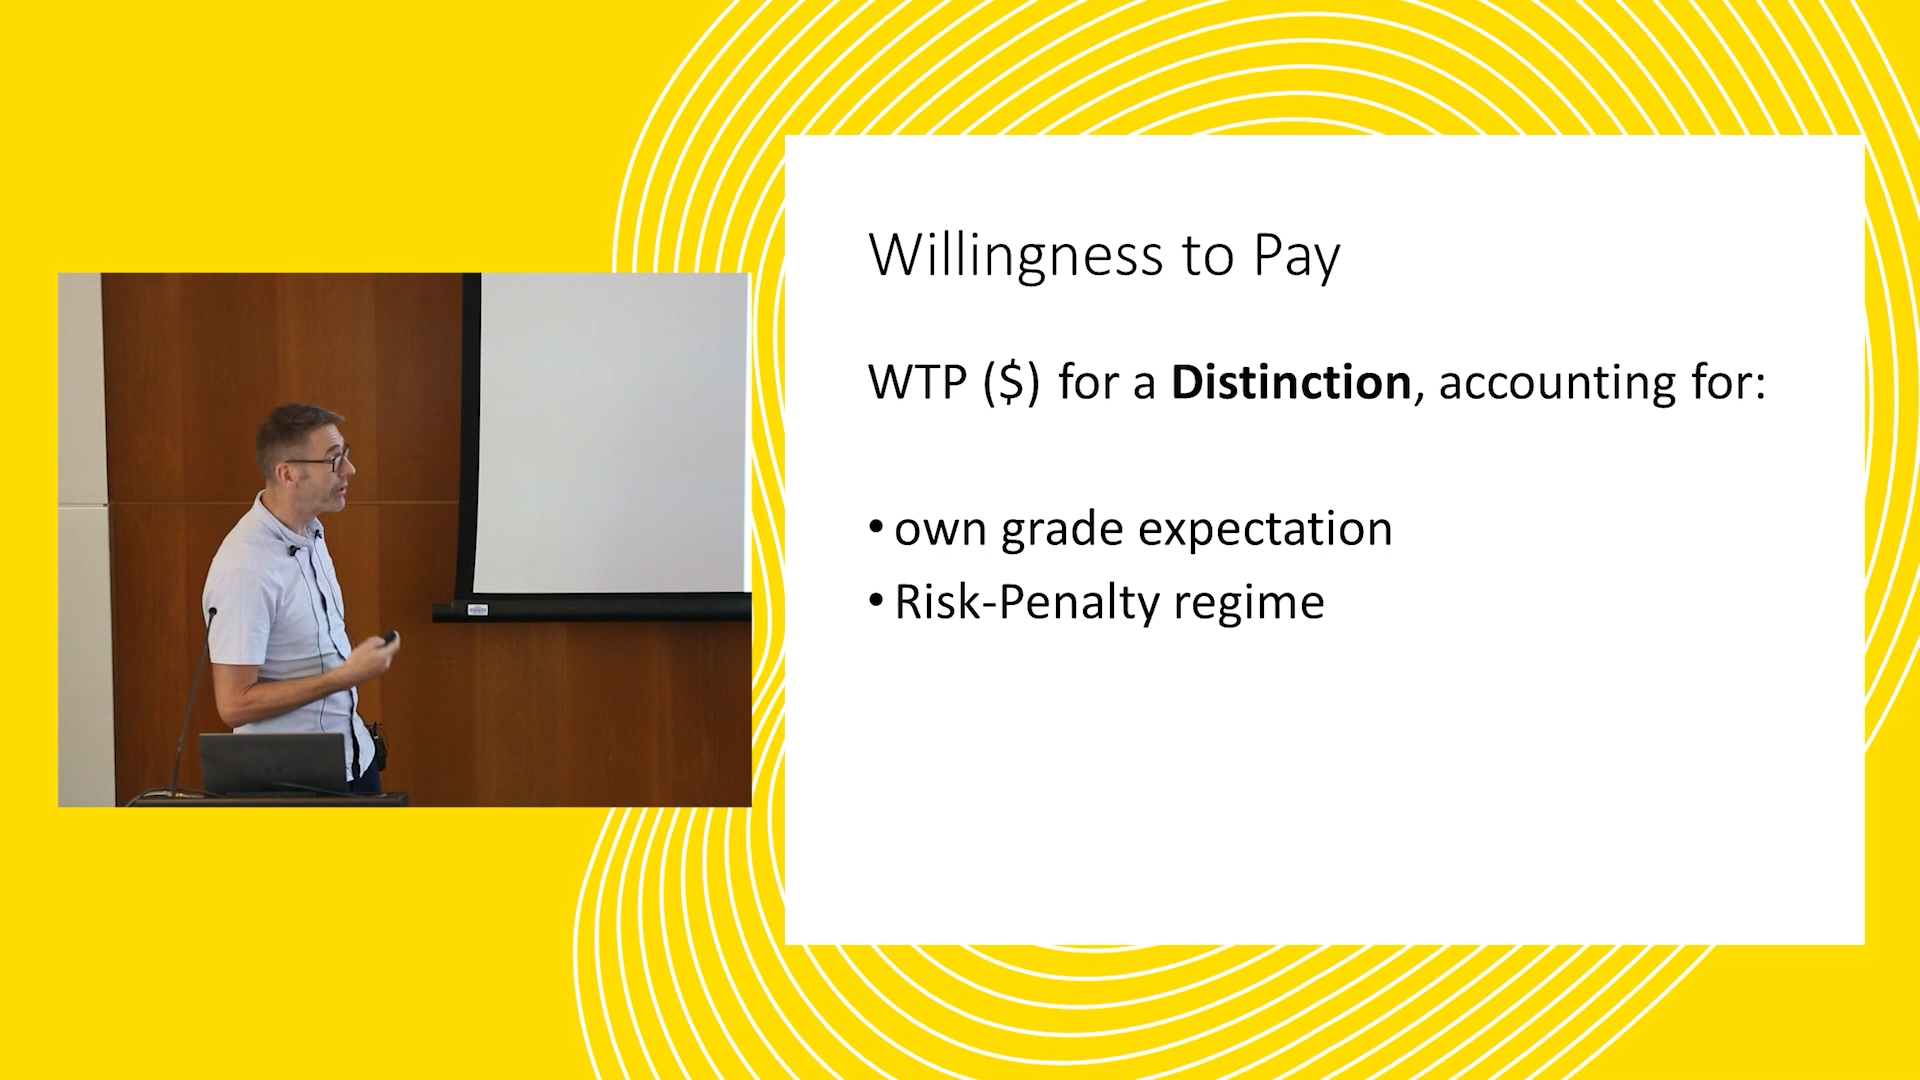 Willingness to Pay
WTP ($) for a Distinction, accounting for:
• own grade expectation
• Risk-Penalty regime